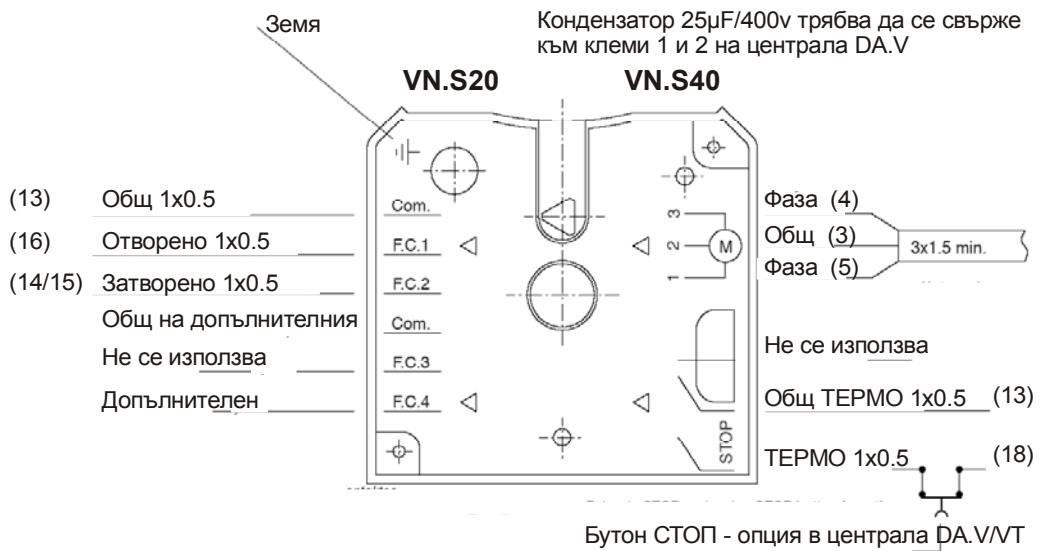 Земя
Кондензатор 25µF/400v трябва да се свърже
към клеми 1 и 2 на централа DA.V
VN.S20
VN.S40
(13) Общ 1x0.5
(16) Отворено 1x0.5
(14/15) Затворено 1x0.5
Общ на допълнителния
Не се използва
Допълнителен
Com.
F.C.1
F.C.2
Com.
F.C.3
F.C.4
3
2
1
M
STOP
Фаза (4)
Общ (3)
Фаза (5)
3x1.5 min.
Не се използва
Общ ТЕРМО 1x0.5 (13)
ТЕРМО 1x0.5 (18)
Бутон СТОП - опция в централа DA.V/VT